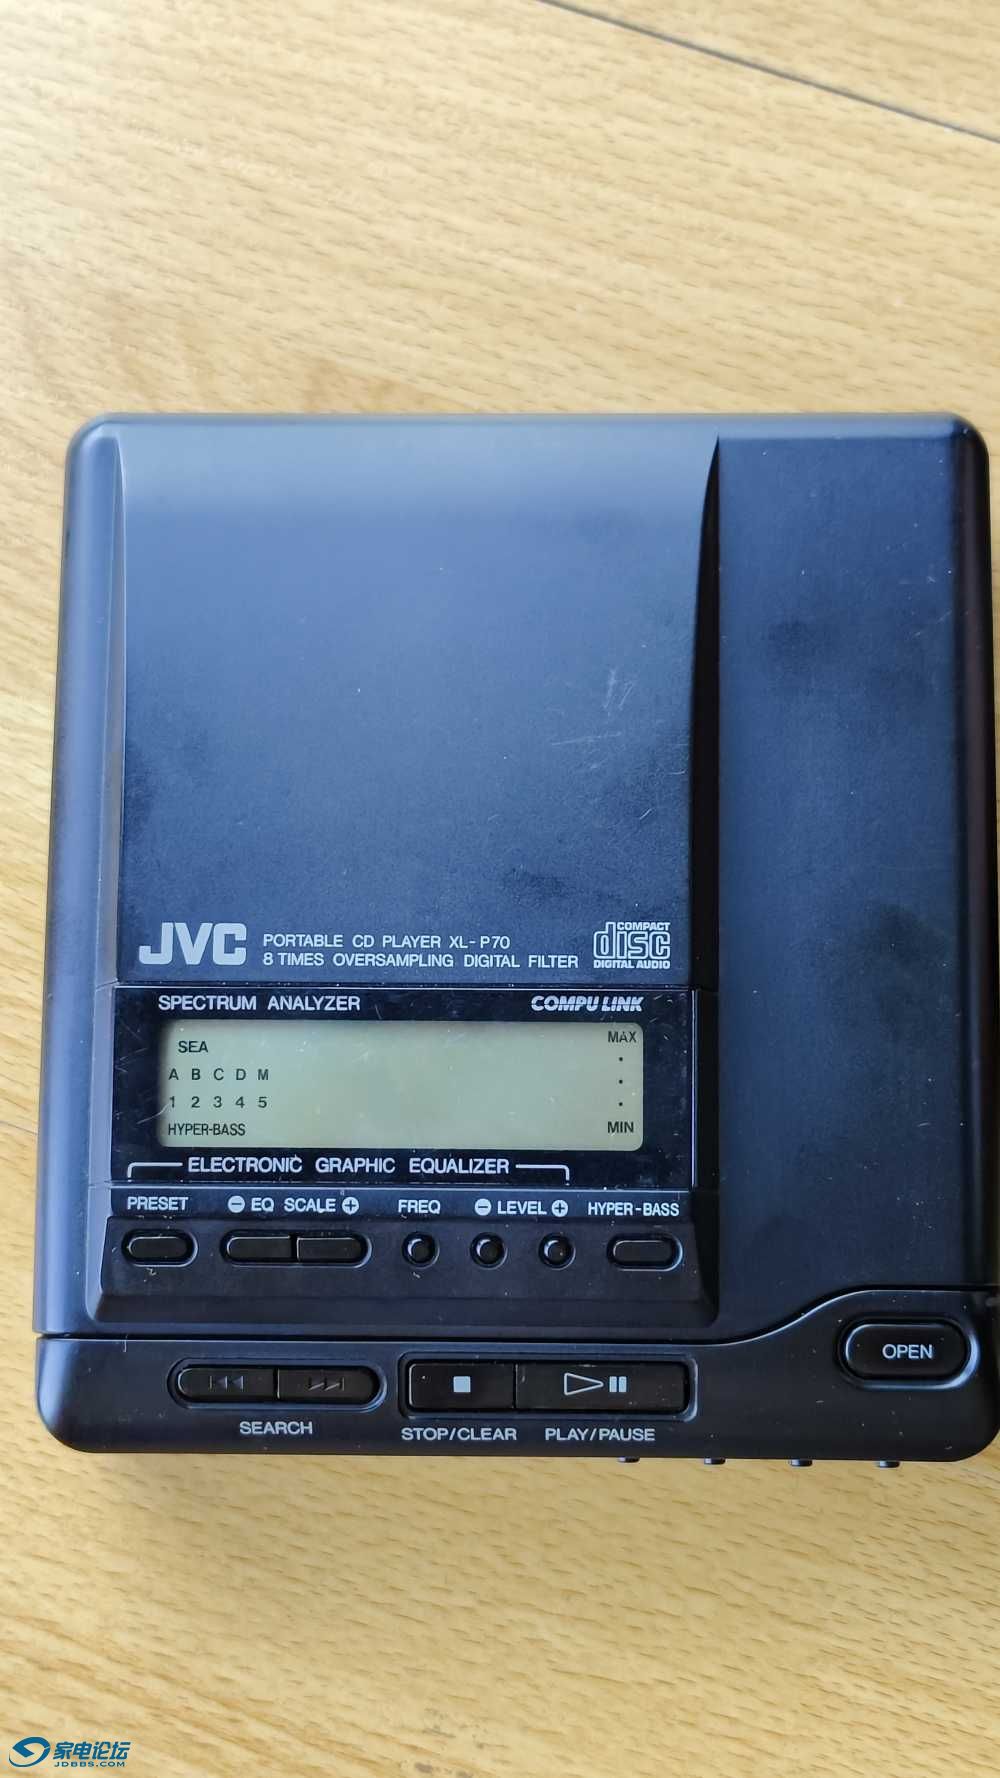 JVC
PORTABLE CD PLAYER XL-P70
8 TIMES OVERSAMPLING DIGITAL FILTER
COMPACT
disc
DIGITAL AUDIO
SPECTRUM ANALYZER
COMPU LINK
SEA
A B C D M
1 2 3 4 5
HYPER-BASS
MAX
MIN
ELECTRONIC GRAPHIC EQUALIZER
PRESET
⊖ EQ SCALE ⊕
FREQ
⊖ LEVEL ⊕
HYPER-BASS
OPEN
SEARCH
STOP/CLEAR
PLAY/PAUSE
家电论坛
JDBBS.COM